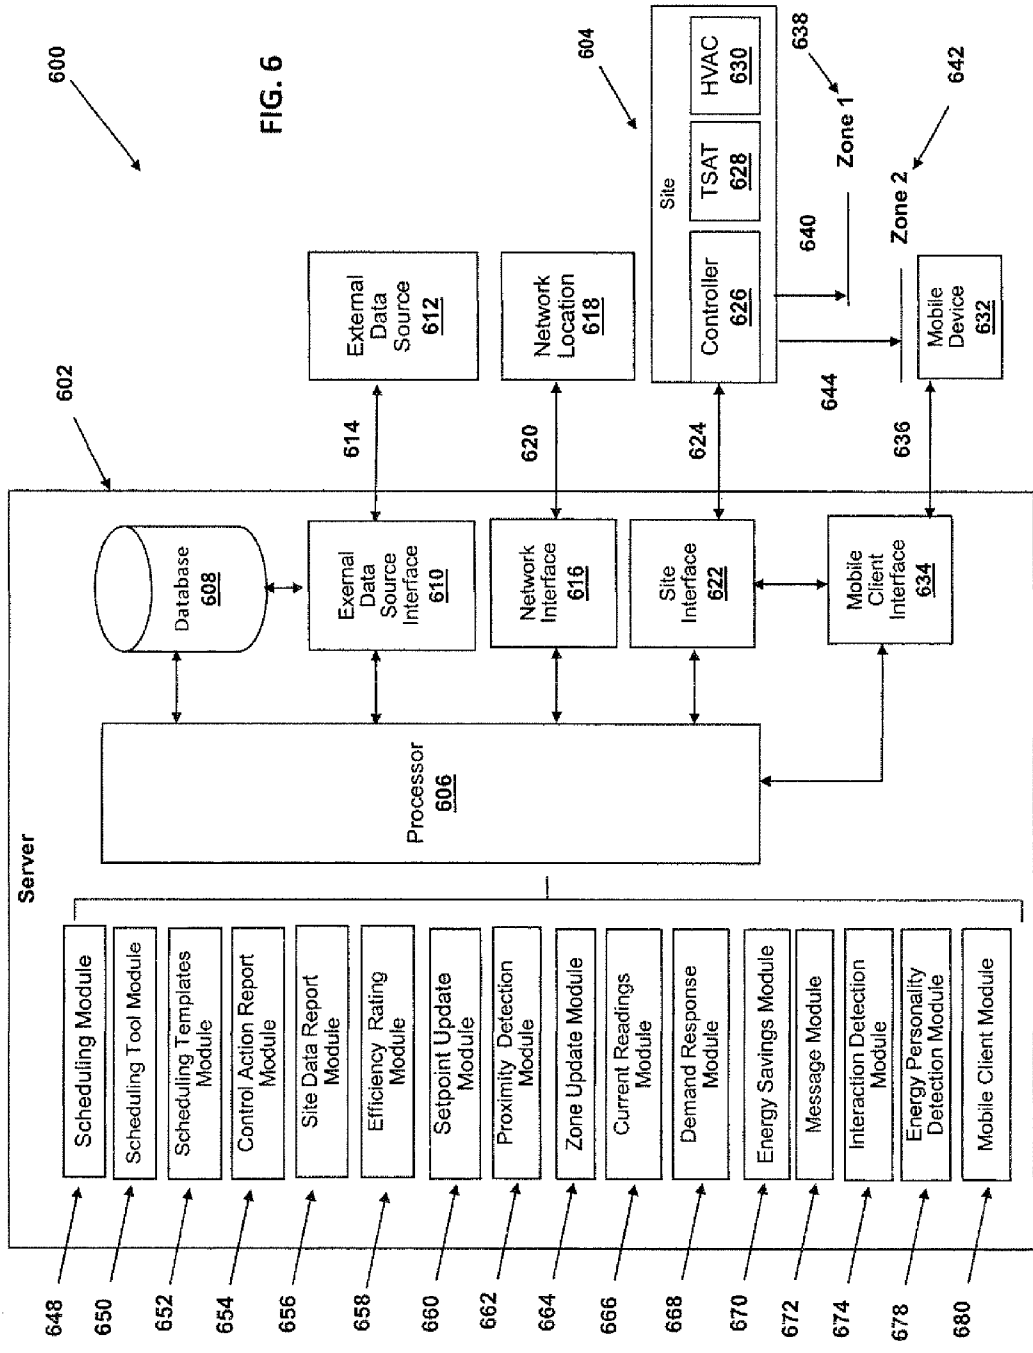 FIG. 6
600
602
604
Server
Processor
606
Database
608
Exernal
Data
Source
Interface
610
Network
Interface
616
Site
Interface
622
Mobile
Client
Interface
634
614
620
624
636
External
Data
Source
612
Network
Location
618
Site
Controller
626
TSAT
628
HVAC
630
638
Zone 1
640
642
Zone 2
644
Mobile
Device
632
648
Scheduling Module
650
Scheduling Tool Module
652
Scheduling Templates
Module
654
Control Action Report
Module
656
Site Data Report
Module
658
Efficiency Rating
Module
660
Setpoint Update
Module
662
Proximity Detection
Module
664
Zone Update Module
666
Current Readings
Module
668
Demand Response
Module
670
Energy Savings Module
672
Message Module
674
Interaction Detection
Module
678
Energy Personality
Detection Module
680
Mobile Client Module